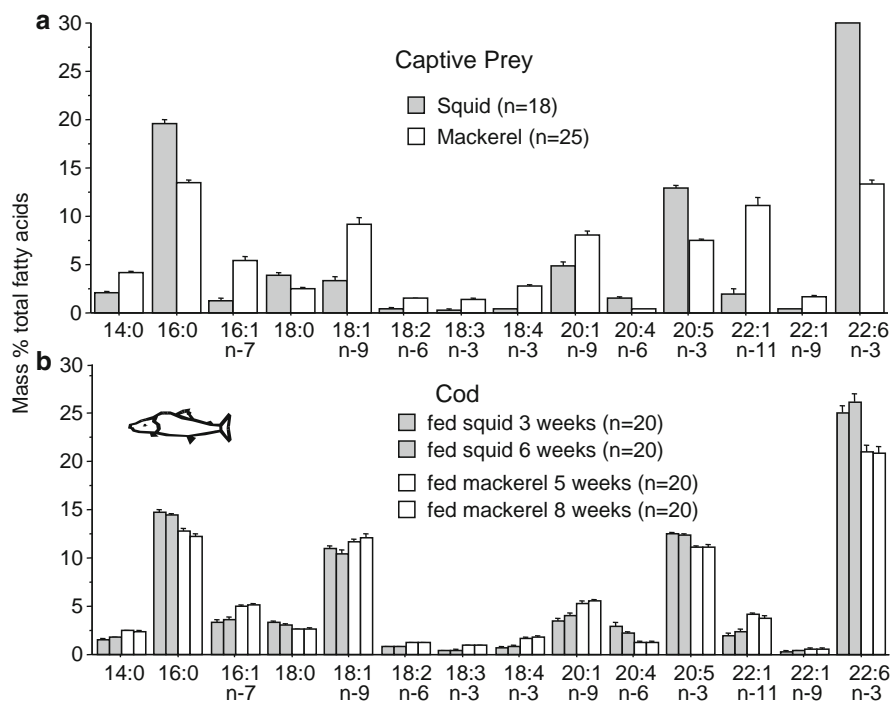 a
30
25
20
15
10
5
0
Captive Prey
Squid (n=18)
Mackerel (n=25)
14:0 16:0 16:1 18:0 18:1 18:2 18:3 18:4 20:1 20:4 20:5 22:1 22:1 22:6
n-7 n-9 n-6 n-3 n-3 n-9 n-6 n-3 n-11 n-9 n-3
Mass % total fatty acids
b
30
25
20
15
10
5
0
Cod
fed squid 3 weeks (n=20)
fed squid 6 weeks (n=20)
fed mackerel 5 weeks (n=20)
fed mackerel 8 weeks (n=20)
14:0 16:0 16:1 18:0 18:1 18:2 18:3 18:4 20:1 20:4 20:5 22:1 22:1 22:6
n-7 n-9 n-6 n-3 n-3 n-9 n-6 n-3 n-11 n-9 n-3